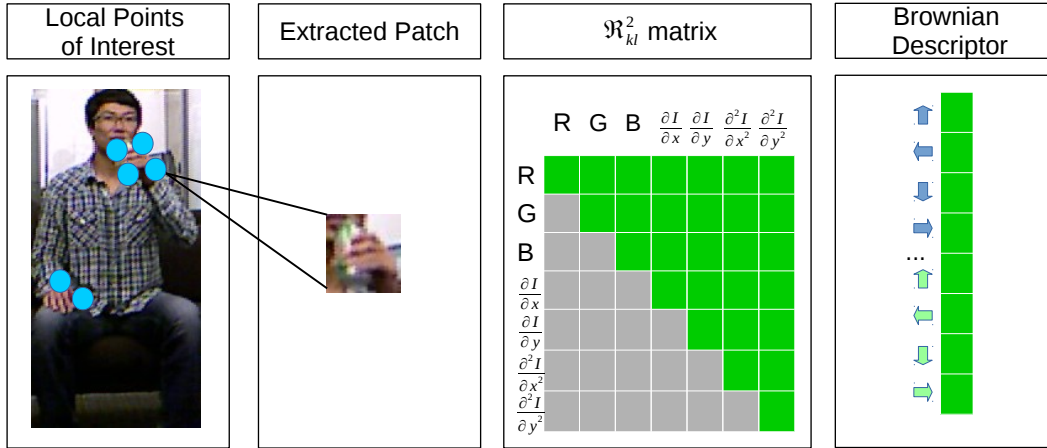 Local Points
of Interest
Extracted Patch
ℜ²ₖₗ matrix
Brownian
Descriptor
R G B ∂I/∂x ∂I/∂y ∂²I/∂x² ∂²I/∂y²
R
G
B
∂I/∂x
∂I/∂y
∂²I/∂x²
∂²I/∂y²
...